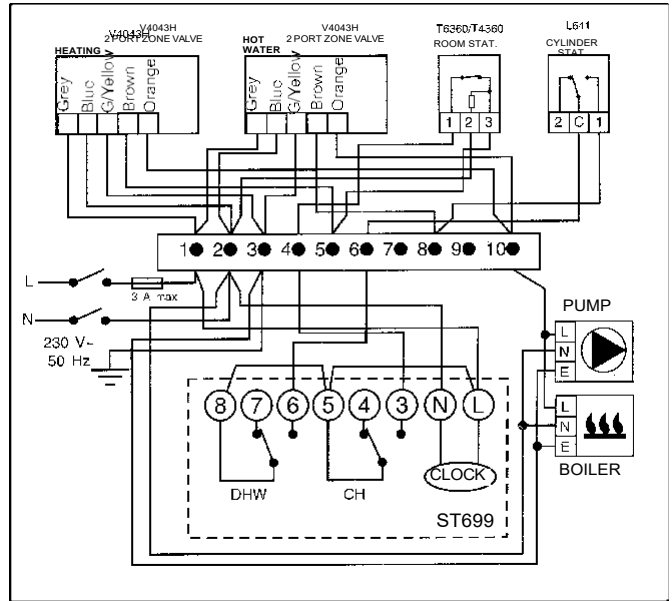 V4043H
2 PORT ZONE VALVE
HEATING
Grey
Blue
G/Yellow
Brown
Orange
V4043H
2 PORT ZONE VALVE
HOT
WATER
Grey
Blue
G/Yellow
Brown
Orange
T6360/T4360
ROOM STAT.
1 2 3
L641
CYLINDER
STAT.
2 C 1
1 2 3 4 5 6 7 8 9 10
L
3 A max
N
230 V~
50 Hz
PUMP
L
N
E
L
N
E
BOILER
8 7 6 5 4 3 N L
CLOCK
DHW
CH
ST699